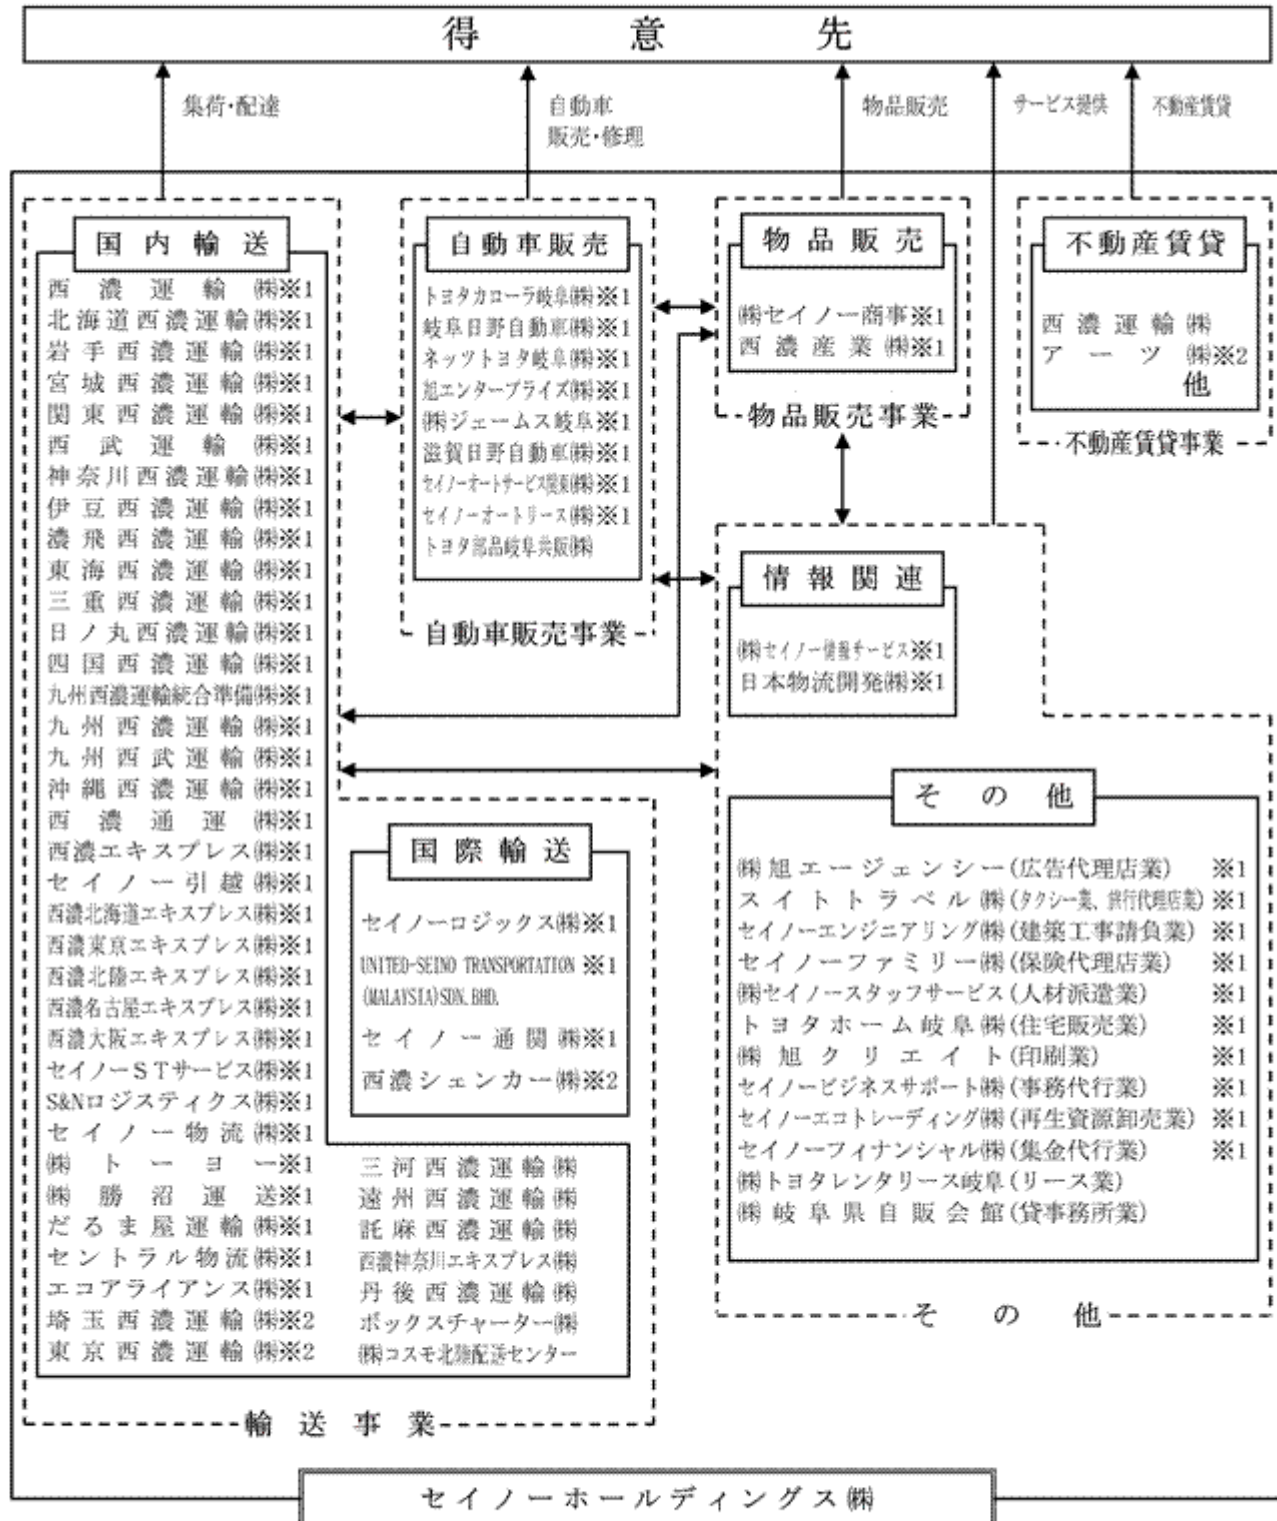 得意先
集荷・配達
自動車
販売・修理
物品販売
サービス提供
不動産賃貸
国内輸送
西濃運輸㈱※1
北海道西濃運輸㈱※1
岩手西濃運輸㈱※1
宮城西濃運輸㈱※1
関東西濃運輸㈱※1
西武運輸㈱※1
神奈川西濃運輸㈱※1
伊豆西濃運輸㈱※1
濃飛西濃運輸㈱※1
東海西濃運輸㈱※1
三重西濃運輸㈱※1
日ノ丸西濃運輸㈱※1
四国西濃運輸㈱※1
九州西濃運輸統合準備㈱※1
九州西濃運輸㈱※1
九州西武運輸㈱※1
沖縄西濃運輸㈱※1
西濃通運㈱※1
西濃エキスプレス㈱※1
セイノー引越㈱※1
西濃北海道エキスプレス㈱※1
西濃東京エキスプレス㈱※1
西濃北陸エキスプレス㈱※1
西濃名古屋エキスプレス㈱※1
西濃大阪エキスプレス㈱※1
セイノーSTサービス㈱※1
S&Nロジスティクス㈱※1
セイノー物流㈱※1
㈱トーヨー※1
㈱勝沼運送※1
だるま屋運輸㈱※1
セントラル物流㈱※1
エコアライアンス㈱※1
埼玉西濃運輸㈱※2
東京西濃運輸㈱※2
三河西濃運輸㈱
遠州西濃運輸㈱
託麻西濃運輸㈱
西濃神奈川エキスプレス㈱
丹後西濃運輸㈱
ボックスチャーター㈱
㈱コスモ北陸配送センター
国際輸送
セイノーロジックス㈱※1
UNITED-SEINO TRANSPORTATION ※1
(MALAYSIA)SDN.BHD.
セイノー通関㈱※1
西濃シェンカー㈱※2
輸送事業
自動車販売
トヨタカローラ岐阜㈱※1
岐阜日野自動車㈱※1
ネッツトヨタ岐阜㈱※1
旭エンタープライズ㈱※1
㈱ジェームス岐阜※1
滋賀日野自動車㈱※1
セイノーオートサービス関東㈱※1
セイノーオートリース㈱※1
トヨタ部品岐阜共販㈱
自動車販売事業
物品販売
㈱セイノー商事※1
西濃産業㈱※1
物品販売事業
不動産賃貸
西濃運輸㈱
アーツ㈱※2
他
不動産賃貸事業
情報関連
㈱セイノー情報サービス※1
日本物流開発㈱※1
その他
㈱旭エージェンシー(広告代理店業) ※1
スイトトラベル㈱(タクシー業、旅行代理店業) ※1
セイノーエンジニアリング㈱(建築工事請負業) ※1
セイノーファミリー㈱(保険代理店業) ※1
㈱セイノースタッフサービス(人材派遣業) ※1
トヨタホーム岐阜㈱(住宅販売業) ※1
㈱旭クリエイト(印刷業) ※1
セイノービジネスサポート㈱(事務代行業) ※1
セイノーエコトレーディング㈱(再生資源卸売業) ※1
セイノーフィナンシャル㈱(集金代行業) ※1
㈱トヨタレンタリース岐阜(リース業)
㈱岐阜県自販会館(貸事務所業)
その他
セイノーホールディングス㈱